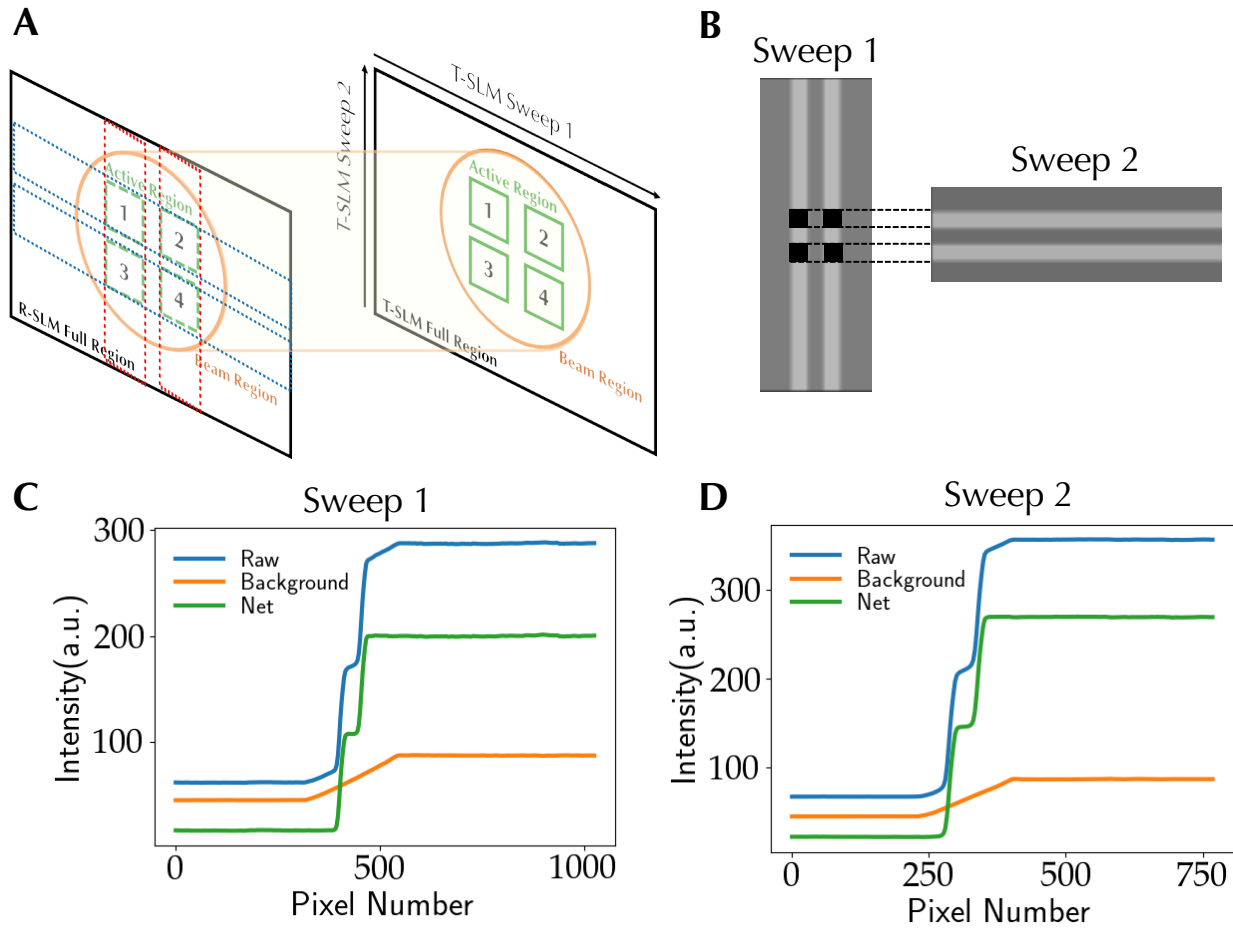 A
T-SLM Sweep 2
T-SLM Sweep 1
Active Region
1
2
3
4
R-SLM Full Region
Beam Region
Active Region
1
2
3
4
T-SLM Full Region
Beam Region
B
Sweep 1
Sweep 2
C
Sweep 1
300
200
100
Intensity(a.u.)
Raw
Background
Net
0
500
1000
Pixel Number
D
Sweep 2
300
200
100
Intensity(a.u.)
Raw
Background
Net
0
250
500
750
Pixel Number